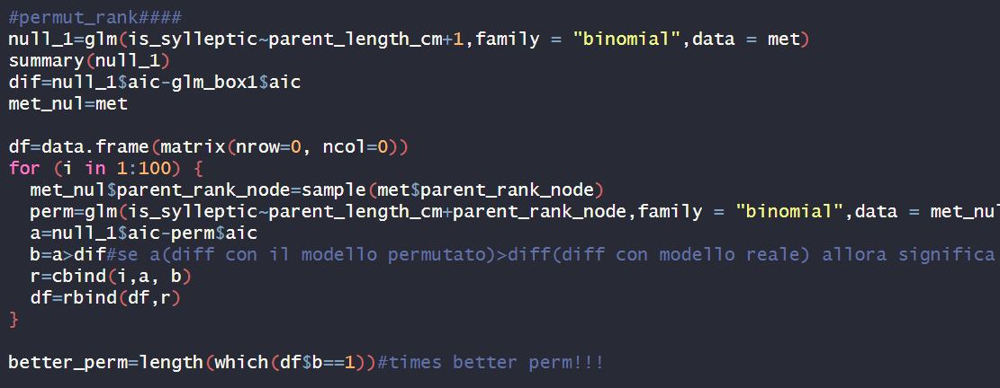 #permut_rank####
null_1=glm(is_sylleptic~parent_length_cm+1,family = "binomial",data = met)
summary(null_1)
dif=null_1$aic-glm_box1$aic
met_nul=met
df=data.frame(matrix(nrow=0, ncol=0))
for (i in 1:100) {
met_nul$parent_rank_node=sample(met$parent_rank_node)
perm=glm(is_sylleptic~parent_length_cm+parent_rank_node,family = "binomial",data = met_nul
a=null_1$aic-perm$aic
b=a>dif#se a(diff con il modello permutato)>diff(diff con modello reale) allora significa
r=cbind(i,a, b)
df=rbind(df,r)
}
better_perm=length(which(df$b==1))#times better perm!!!